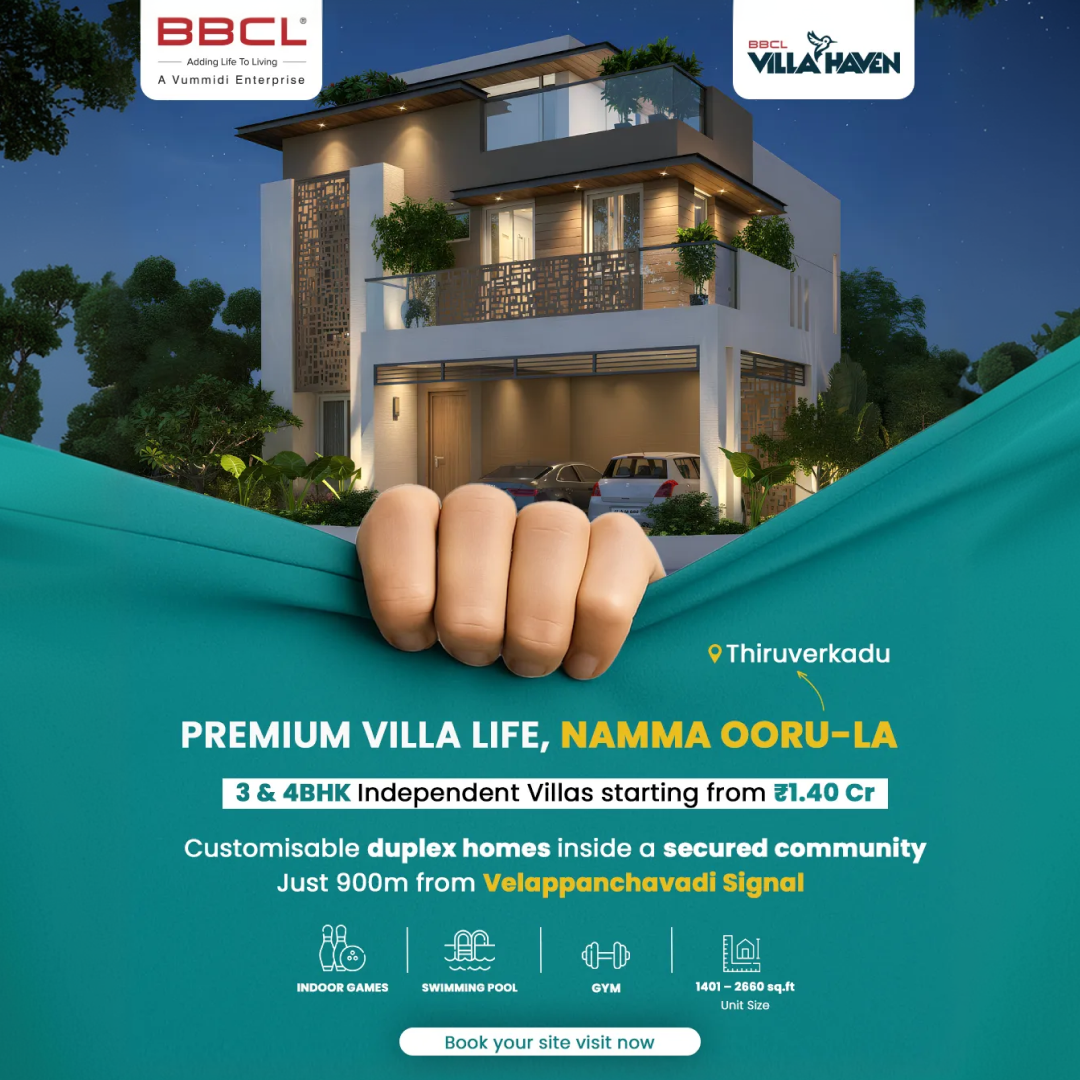 BBCL®
Adding Life To Living
A Vummidi Enterprise
BBCL
VILLA HAVEN
Thiruverkadu
PREMIUM VILLA LIFE, NAMMA OORU-LA
3 & 4BHK Independent Villas starting from ₹1.40 Cr
Customisable duplex homes inside a secured community
Just 900m from Velappanchavadi Signal
INDOOR GAMES
SWIMMING POOL
GYM
1401 – 2660 sq.ft
Unit Size
Book your site visit now